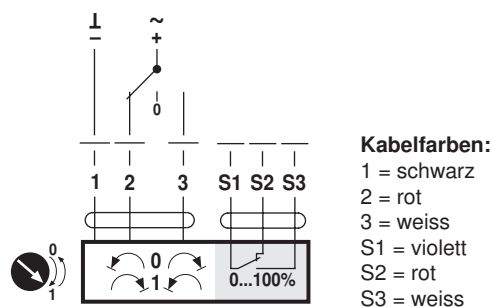 ⊥ ~
– +
0
1 2 3 S1 S2 S3
0 0
1 1 0...100%
Kabelfarben:
1 = schwarz
2 = rot
3 = weiss
S1 = violett
S2 = rot
S3 = weiss